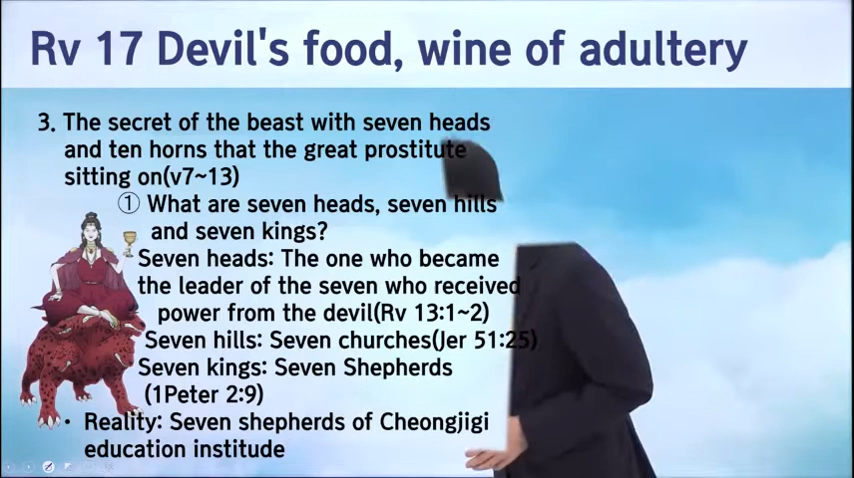 Rv 17 Devil's food, wine of adultery
3. The secret of the beast with seven heads
and ten horns that the great prostitute
sitting on(v7~13)
① What are seven heads, seven hills
and seven kings?
Seven heads: The one who became
the leader of the seven who received
power from the devil(Rv 13:1~2)
Seven hills: Seven churches(Jer 51:25)
Seven kings: Seven Shepherds
(1Peter 2:9)
• Reality: Seven shepherds of Cheongjigi
education institude